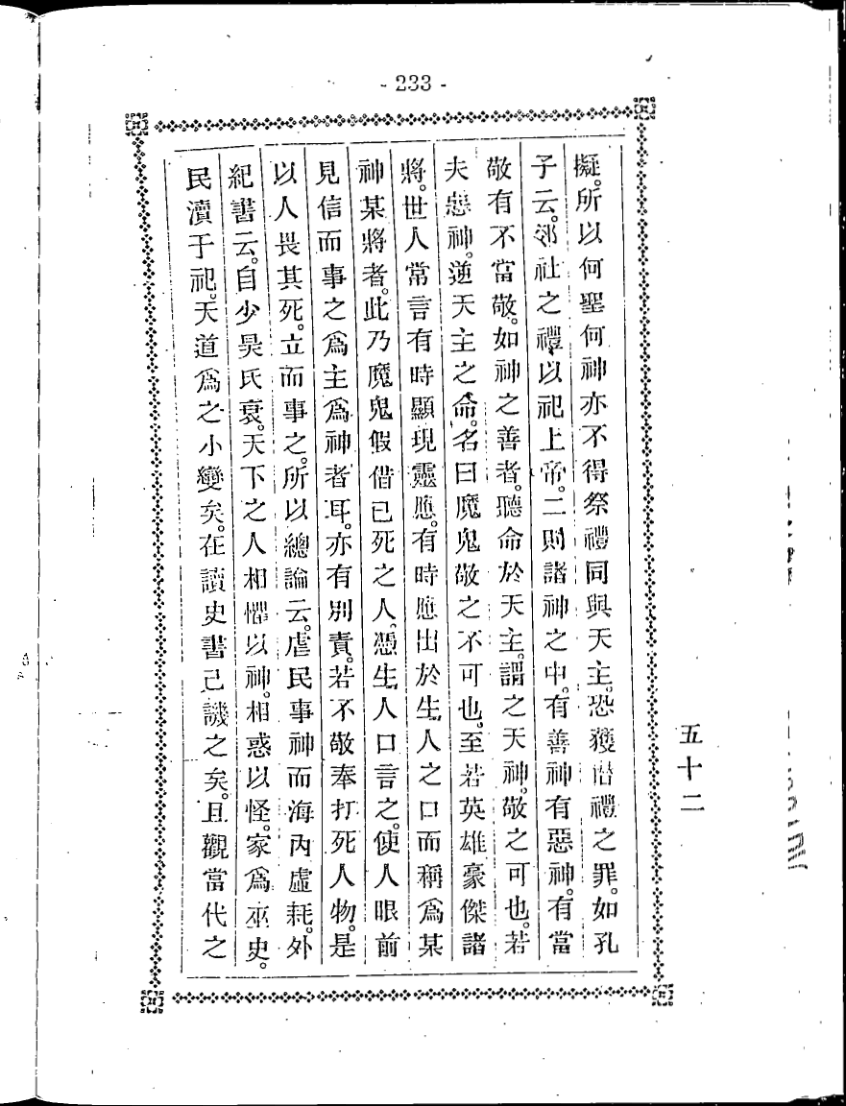 - 233 -
擬。所以何聖何神亦不得祭禮同與天主。恐獲僭禮之罪。如孔
子云。郊社之禮以祀上帝。二則諸神之中。有善神有惡神。有當
敬有不當敬。如神之善者。聽命於天主。謂之天神。敬之可也。若
夫惡神。逆天主之命。名曰魔鬼敬之不可也。至若英雄豪傑諸
將。世人常言有時顯現靈應。有時應出於生人之口而稱爲某
神某將者。此乃魔鬼假借已死之人。憑生人口言之。使人眼前
見信而事之爲主爲神者耳。亦有別責。若不敬奉打死人物。是
以人畏其死。立而事之。所以總論云。虐民事神而海內虛耗。外
紀書云。自少昊氏衰。天下之人相懼以神。相惑以怪。家爲巫史。
民瀆于祀。天道爲之小變矣。在讀史書己譏之矣。且觀當代之
五十二